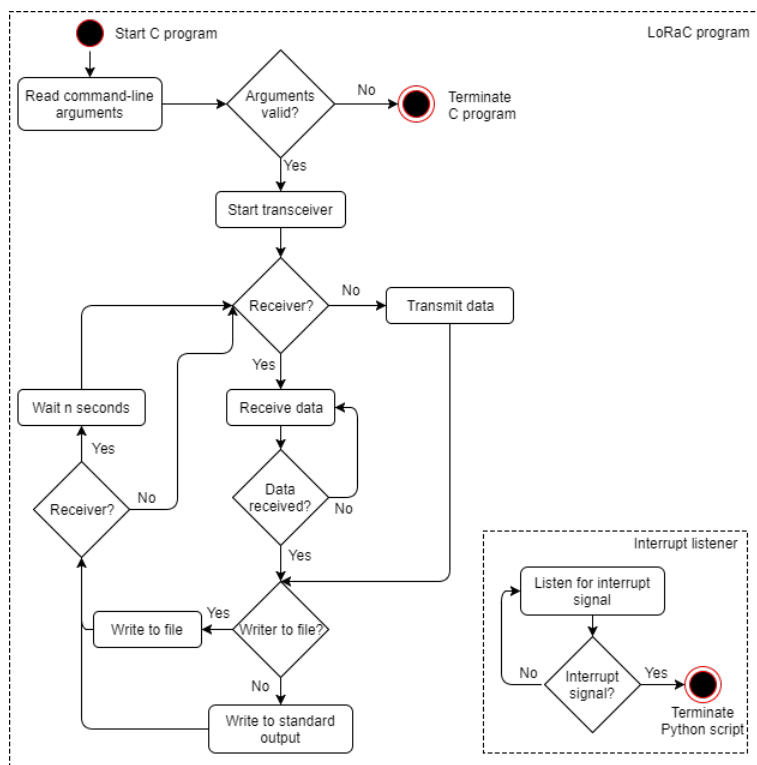 Start C program
LoRaC program
Read command-line
arguments
Arguments
valid?
No
Terminate
C program
Yes
Start transceiver
Receiver?
No
Transmit data
Yes
Wait n seconds
Receive data
Yes
Receiver?
No
Data
received?
No
Yes
Interrupt listener
Listen for interrupt
signal
Write to file
Yes
Writer to file?
No
Interrupt
signal?
No
Yes
Terminate
Python script
Write to standard
output